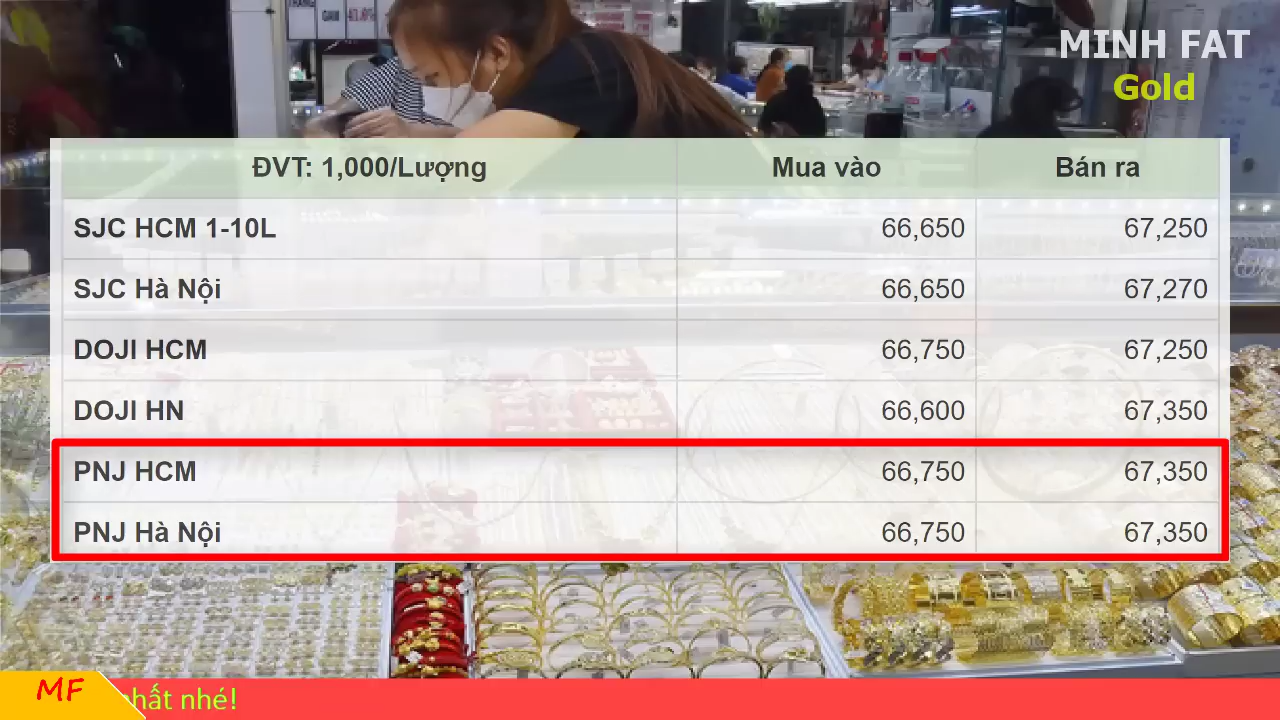 MINH FAT
Gold
ĐVT: 1,000/Lượng Mua vào Bán ra
SJC HCM 1-10L 66,650 67,250
SJC Hà Nội 66,650 67,270
DOJI HCM 66,750 67,250
DOJI HN 66,600 67,350
PNJ HCM 66,750 67,350
PNJ Hà Nội 66,750 67,350
MF nhé!